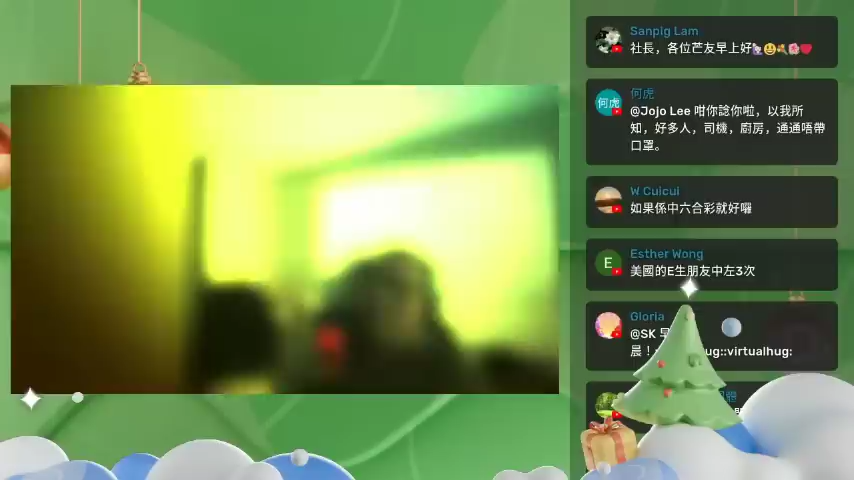 Sanpig Lam
社長，各位芒友早上好
何虎
何虎
@Jojo Lee 咁你諗你啦，以我所
知，好多人，司機，廚房，通通唔帶
口罩。
W Cuicui
如果係中六合彩就好囉
E
Esther Wong
美國的E生朋友中左3次
Gloria
@SK
晨！
ug::virtualhug: